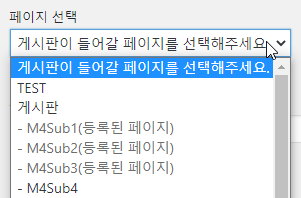 페이지 선택
게시판이 들어갈 페이지를 선택해주세요.
게시판이 들어갈 페이지를 선택해주세요.
TEST
게시판
- M4Sub1(등록된 페이지)
- M4Sub2(등록된 페이지)
- M4Sub3(등록된 페이지)
- M4Sub4